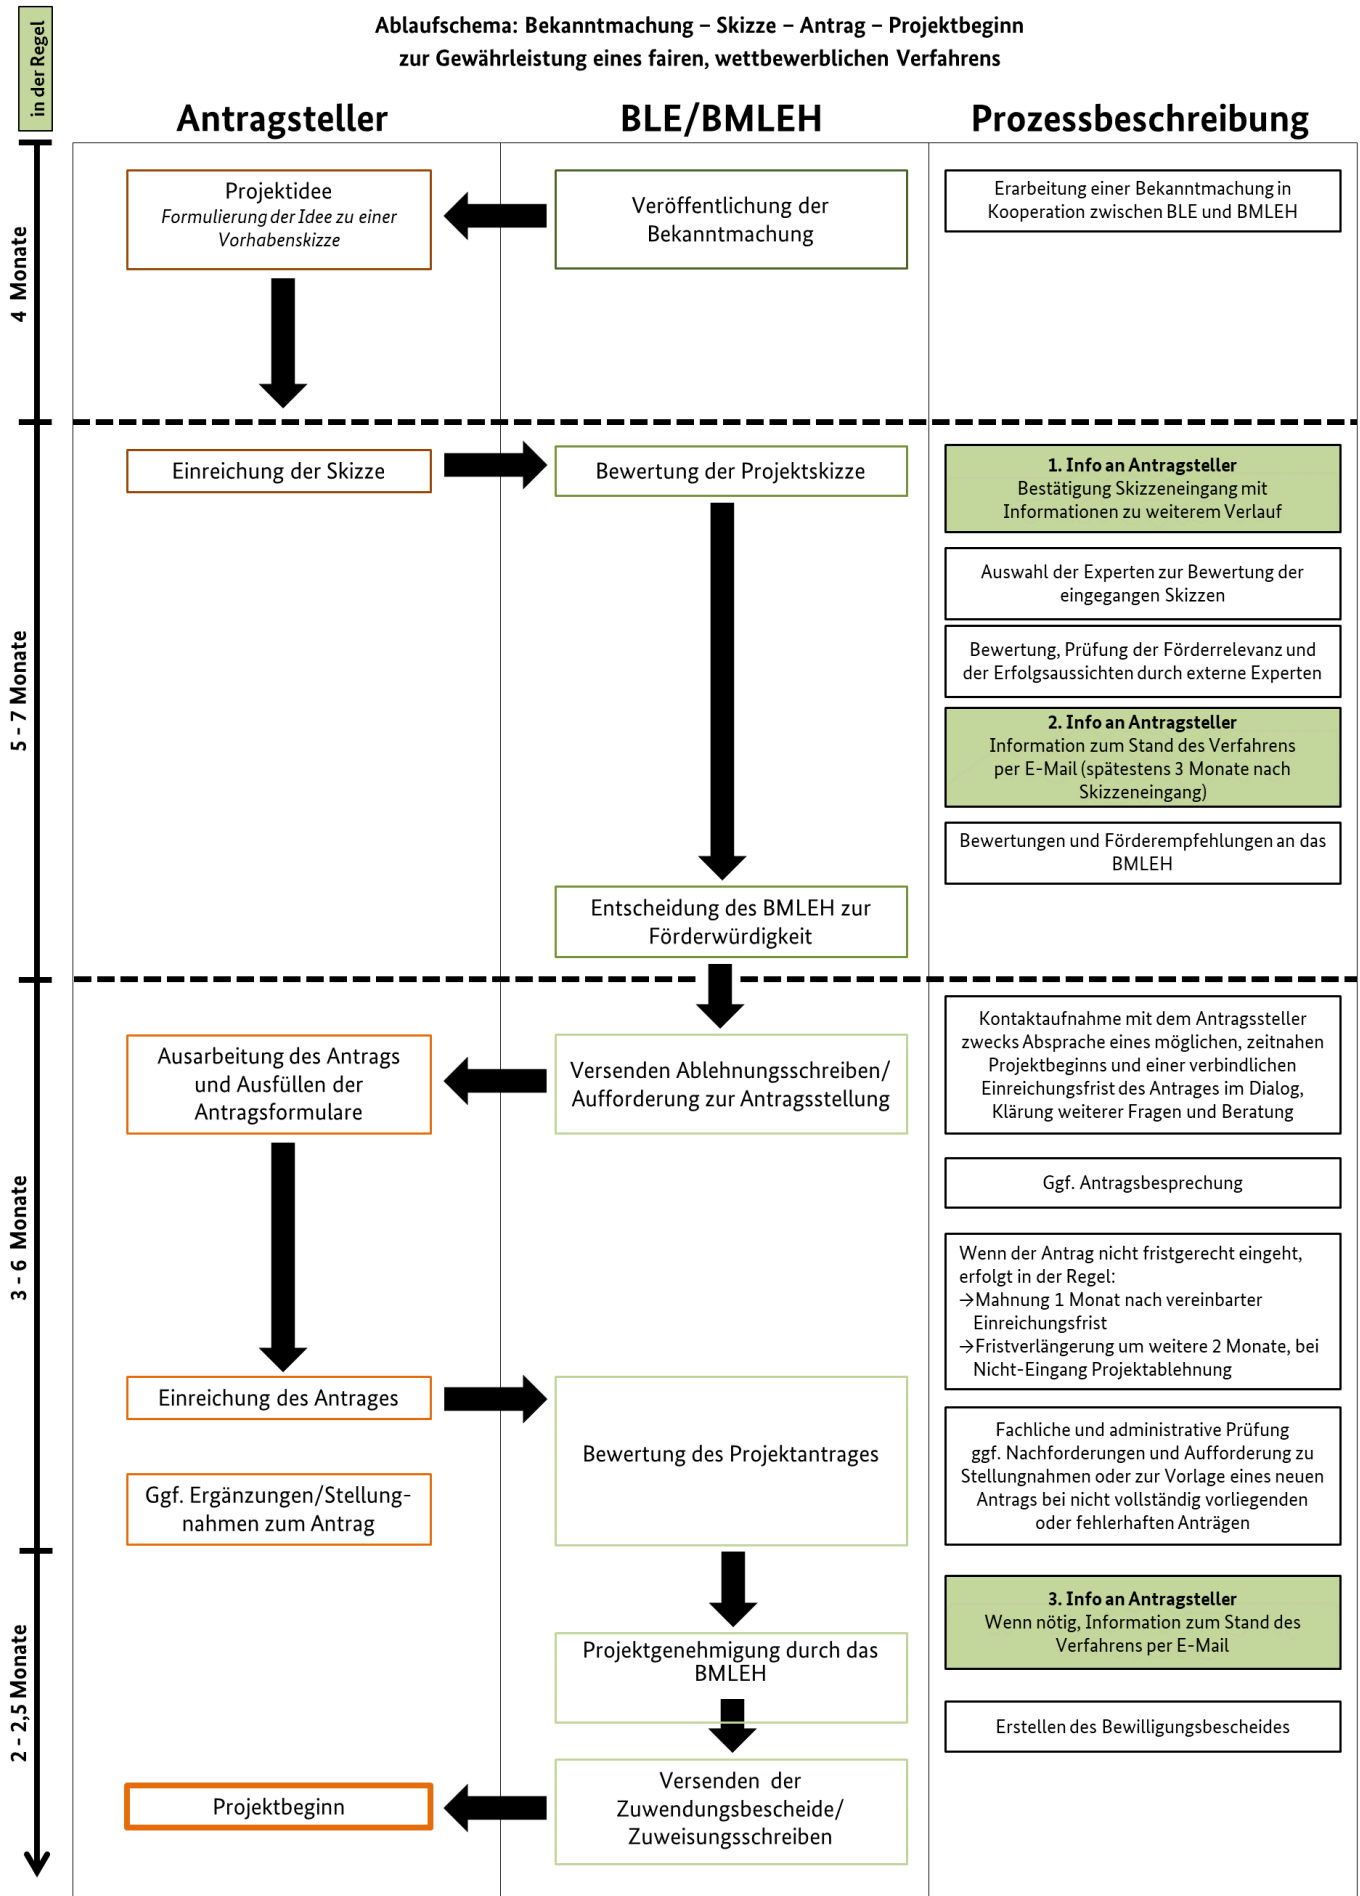 in der Regel
Ablaufschema: Bekanntmachung – Skizze – Antrag – Projektbeginn
zur Gewährleistung eines fairen, wettbewerblichen Verfahrens
Antragsteller
BLE/BMLEH
Prozessbeschreibung
4 Monate
Projektidee
Formulierung der Idee zu einer
Vorhabenskizze
Veröffentlichung der
Bekanntmachung
Erarbeitung einer Bekanntmachung in
Kooperation zwischen BLE und BMLEH
5 - 7 Monate
Einreichung der Skizze
Bewertung der Projektskizze
1. Info an Antragsteller
Bestätigung Skizzeneingang mit
Informationen zu weiterem Verlauf
Auswahl der Experten zur Bewertung der
eingegangen Skizzen
Bewertung, Prüfung der Förderrelevanz und
der Erfolgsaussichten durch externe Experten
2. Info an Antragsteller
Information zum Stand des Verfahrens
per E-Mail (spätestens 3 Monate nach
Skizzeneingang)
Bewertungen und Förderempfehlungen an das
BMLEH
Entscheidung des BMLEH zur
Förderwürdigkeit
3 - 6 Monate
Ausarbeitung des Antrags
und Ausfüllen der
Antragsformulare
Versenden Ablehnungsschreiben/
Aufforderung zur Antragsstellung
Kontaktaufnahme mit dem Antragssteller
zwecks Absprache eines möglichen, zeitnahen
Projektbeginns und einer verbindlichen
Einreichungsfrist des Antrages im Dialog,
Klärung weiterer Fragen und Beratung
Ggf. Antragsbesprechung
Wenn der Antrag nicht fristgerecht eingeht,
erfolgt in der Regel:
→Mahnung 1 Monat nach vereinbarter
Einreichungsfrist
→Fristverlängerung um weitere 2 Monate, bei
Nicht-Eingang Projektablehnung
Einreichung des Antrages
Bewertung des Projektantrages
Ggf. Ergänzungen/Stellung-
nahmen zum Antrag
Fachliche und administrative Prüfung
ggf. Nachforderungen und Aufforderung zu
Stellungnahmen oder zur Vorlage eines neuen
Antrags bei nicht vollständig vorliegenden
oder fehlerhaften Anträgen
2 - 2,5 Monate
3. Info an Antragsteller
Wenn nötig, Information zum Stand des
Verfahrens per E-Mail
Projektgenehmigung durch das
BMLEH
Erstellen des Bewilligungsbescheides
Projektbeginn
Versenden der
Zuwendungsbescheide/
Zuweisungsschreiben